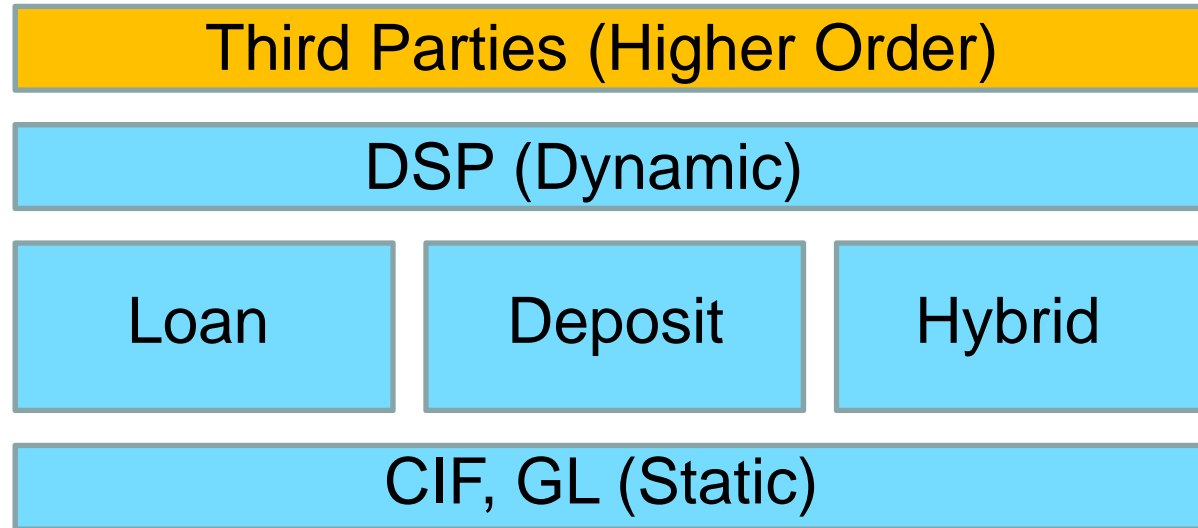 Third Parties (Higher Order)
DSP (Dynamic)
Loan
Deposit
Hybrid
CIF, GL (Static)